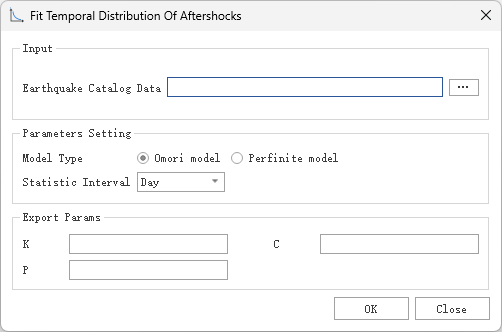 Fit Temporal Distribution Of Aftershocks
Input
Earthquake Catalog Data ...
Parameters Setting
Model Type Omori model Perfinite model
Statistic Interval Day
Export Params
K C
P
OK Close